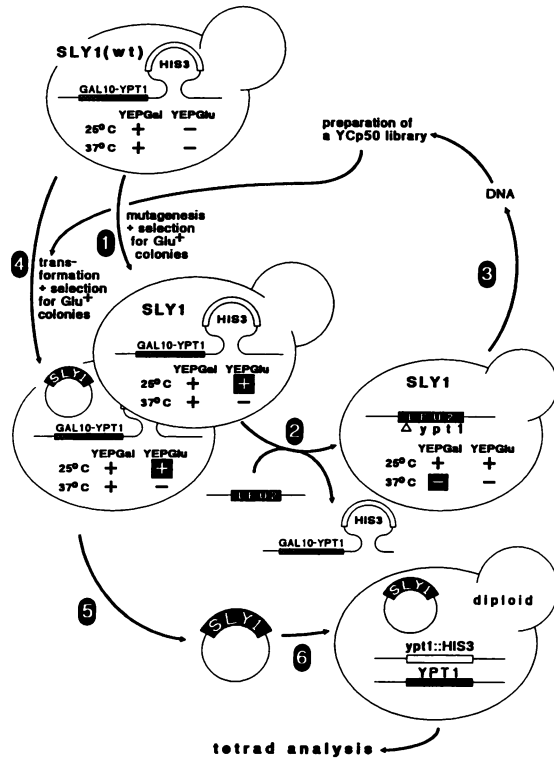 SLY1(wt)
HIS3
GAL10-YPT1
YEPGal YEPGlu
25° C + −
37° C + −
preparation of
a YCp50 library
DNA
1
mutagenesis
+ selection
for Glu+
colonies
4
trans-
formation
+ selection
for Glu+
colonies
3
SLY1
HIS3
GAL10-YPT1
YEPGal YEPGlu
25° C + +
37° C + −
SLY1
GAL10-YPT1
YEPGal YEPGlu
25° C + +
37° C + −
SLY1
LEU2
Δ ypt1
YEPGal YEPGlu
25° C + +
37° C − −
2
LEU2
HIS3
GAL10-YPT1
5
SLY1
6
SLY1
diploid
ypt1::HIS3
YPT1
tetrad analysis